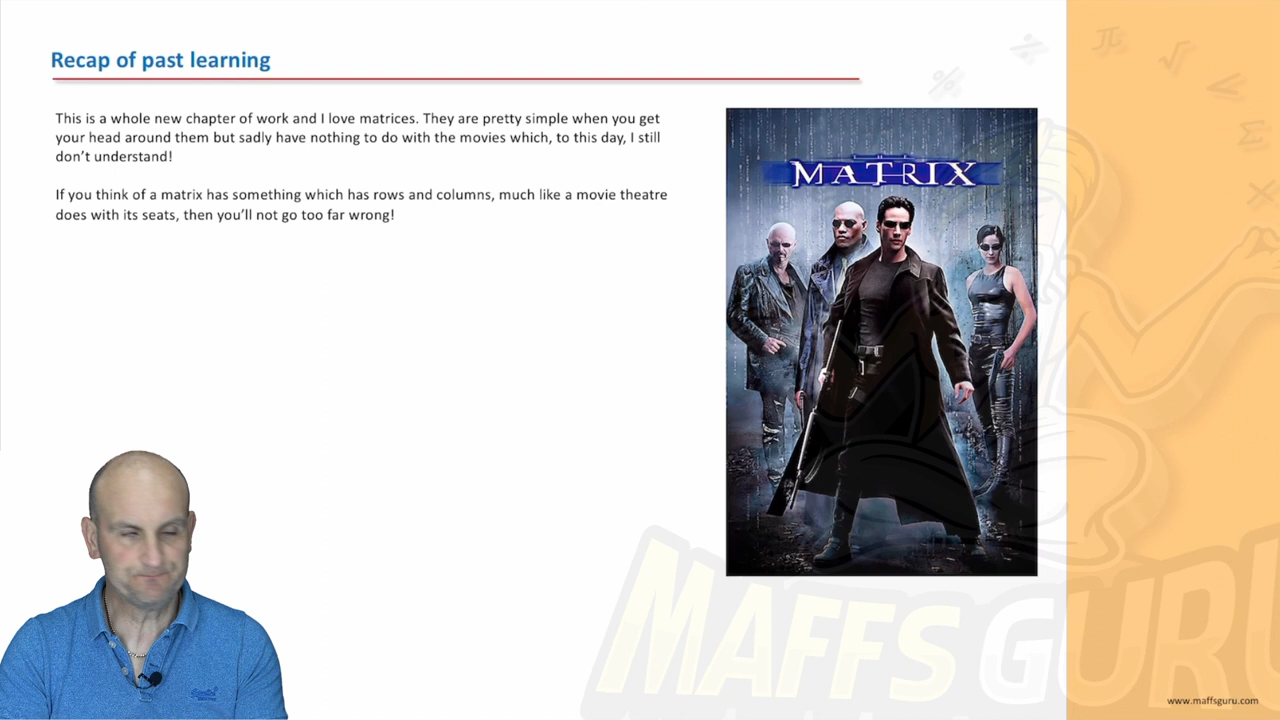 Recap of past learning
This is a whole new chapter of work and I love matrices. They are pretty simple when you get
your head around them but sadly have nothing to do with the movies which, to this day, I still
don't understand!
If you think of a matrix has something which has rows and columns, much like a movie theatre
does with its seats, then you'll not go too far wrong!
MATRIX
MAFFS GURU
www.maffsguru.com